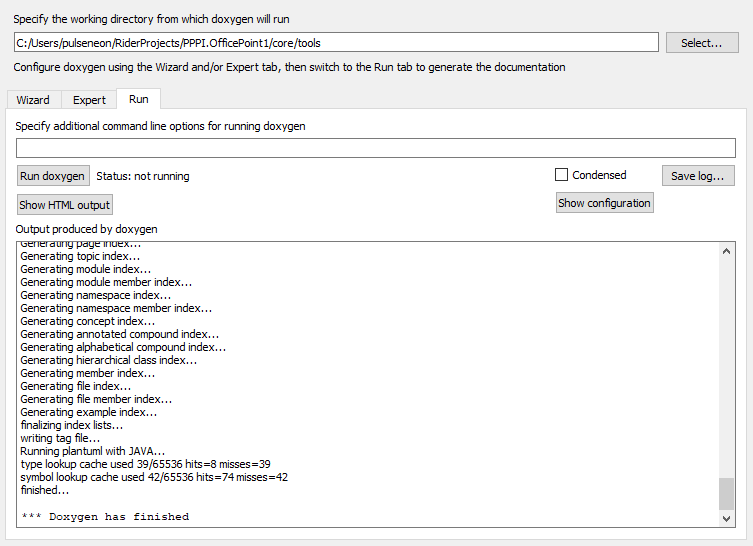 Specify the working directory from which doxygen will run
C:/Users/pulseneon/RiderProjects/PPPI.OfficePoint1/core/tools
Select...
Configure doxygen using the Wizard and/or Expert tab, then switch to the Run tab to generate the documentation
Wizard Expert Run
Specify additional command line options for running doxygen
Run doxygen Status: not running Condensed Save log...
Show HTML output Show configuration
Output produced by doxygen
Generating page index...
Generating topic index...
Generating module index...
Generating module member index...
Generating namespace index...
Generating namespace member index...
Generating concept index...
Generating annotated compound index...
Generating alphabetical compound index...
Generating hierarchical class index...
Generating member index...
Generating file index...
Generating file member index...
Generating example index...
finalizing index lists...
writing tag file...
Running plantuml with JAVA...
type lookup cache used 39/65536 hits=8 misses=39
symbol lookup cache used 42/65536 hits=74 misses=42
finished...
*** Doxygen has finished